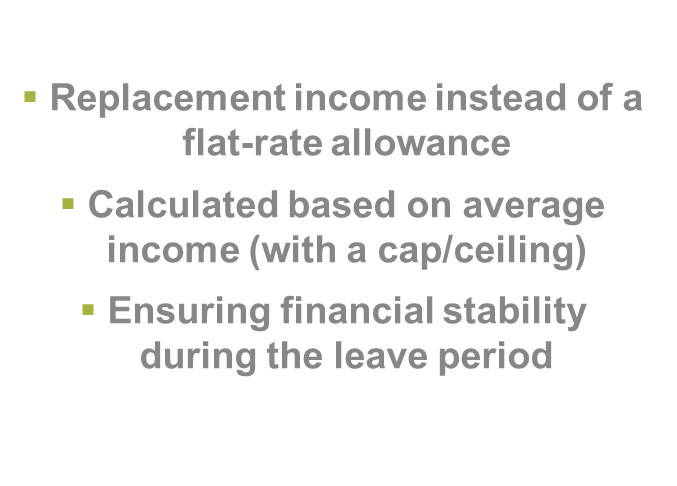 ▪ Replacement income instead of a
flat-rate allowance
▪ Calculated based on average
income (with a cap/ceiling)
▪ Ensuring financial stability
during the leave period